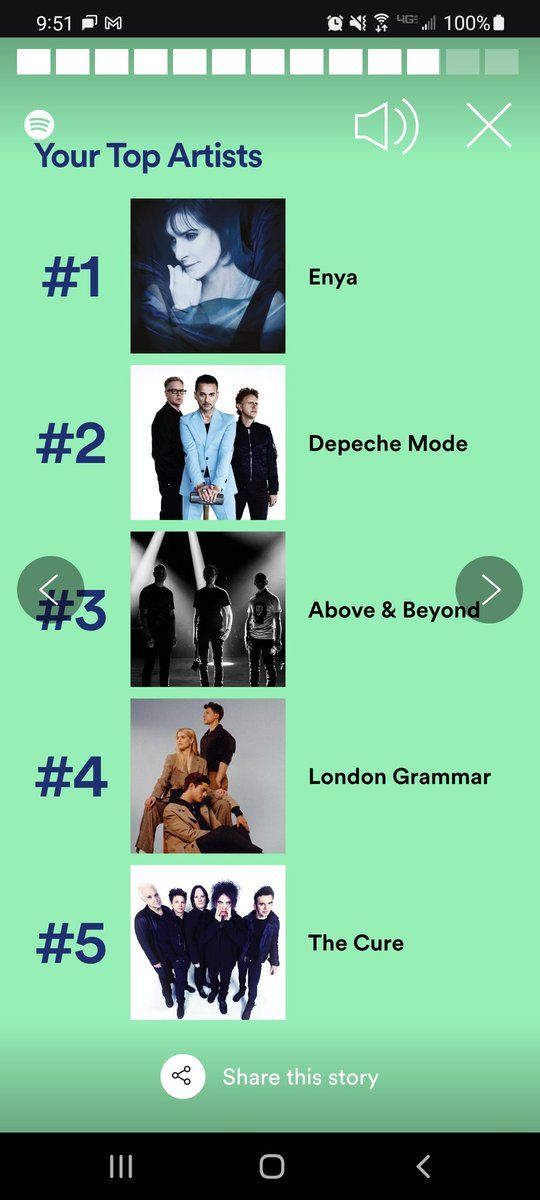 9:51 4GE 100%
Your Top Artists
#1 Enya
#2 Depeche Mode
#3 Above & Beyond
#4 London Grammar
#5 The Cure
Share this story